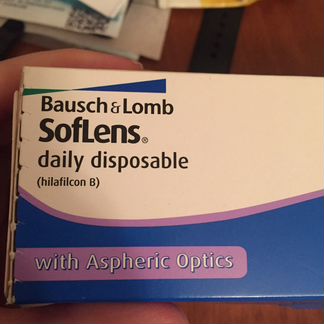 Bausch & Lomb
SofLens®
daily disposable
(hilafilcon B)
with Aspheric Optics